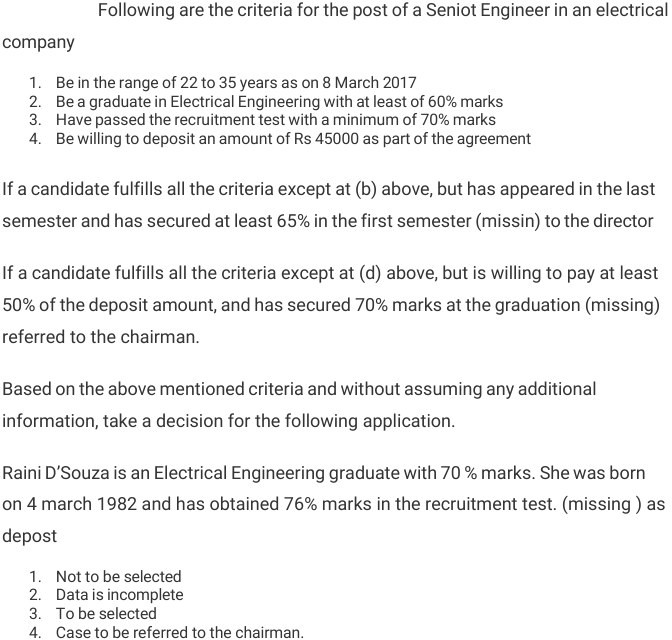 Following are the criteria for the post of a Seniot Engineer in an electrical
company
1. Be in the range of 22 to 35 years as on 8 March 2017
2. Be a graduate in Electrical Engineering with at least of 60% marks
3. Have passed the recruitment test with a minimum of 70% marks
4. Be willing to deposit an amount of Rs 45000 as part of the agreement
If a candidate fulfills all the criteria except at (b) above, but has appeared in the last
semester and has secured at least 65% in the first semester (missin) to the director
If a candidate fulfills all the criteria except at (d) above, but is willing to pay at least
50% of the deposit amount, and has secured 70% marks at the graduation (missing)
referred to the chairman.
Based on the above mentioned criteria and without assuming any additional
information, take a decision for the following application.
Raini D’Souza is an Electrical Engineering graduate with 70 % marks. She was born
on 4 march 1982 and has obtained 76% marks in the recruitment test. (missing ) as
depost
1. Not to be selected
2. Data is incomplete
3. To be selected
4. Case to be referred to the chairman.